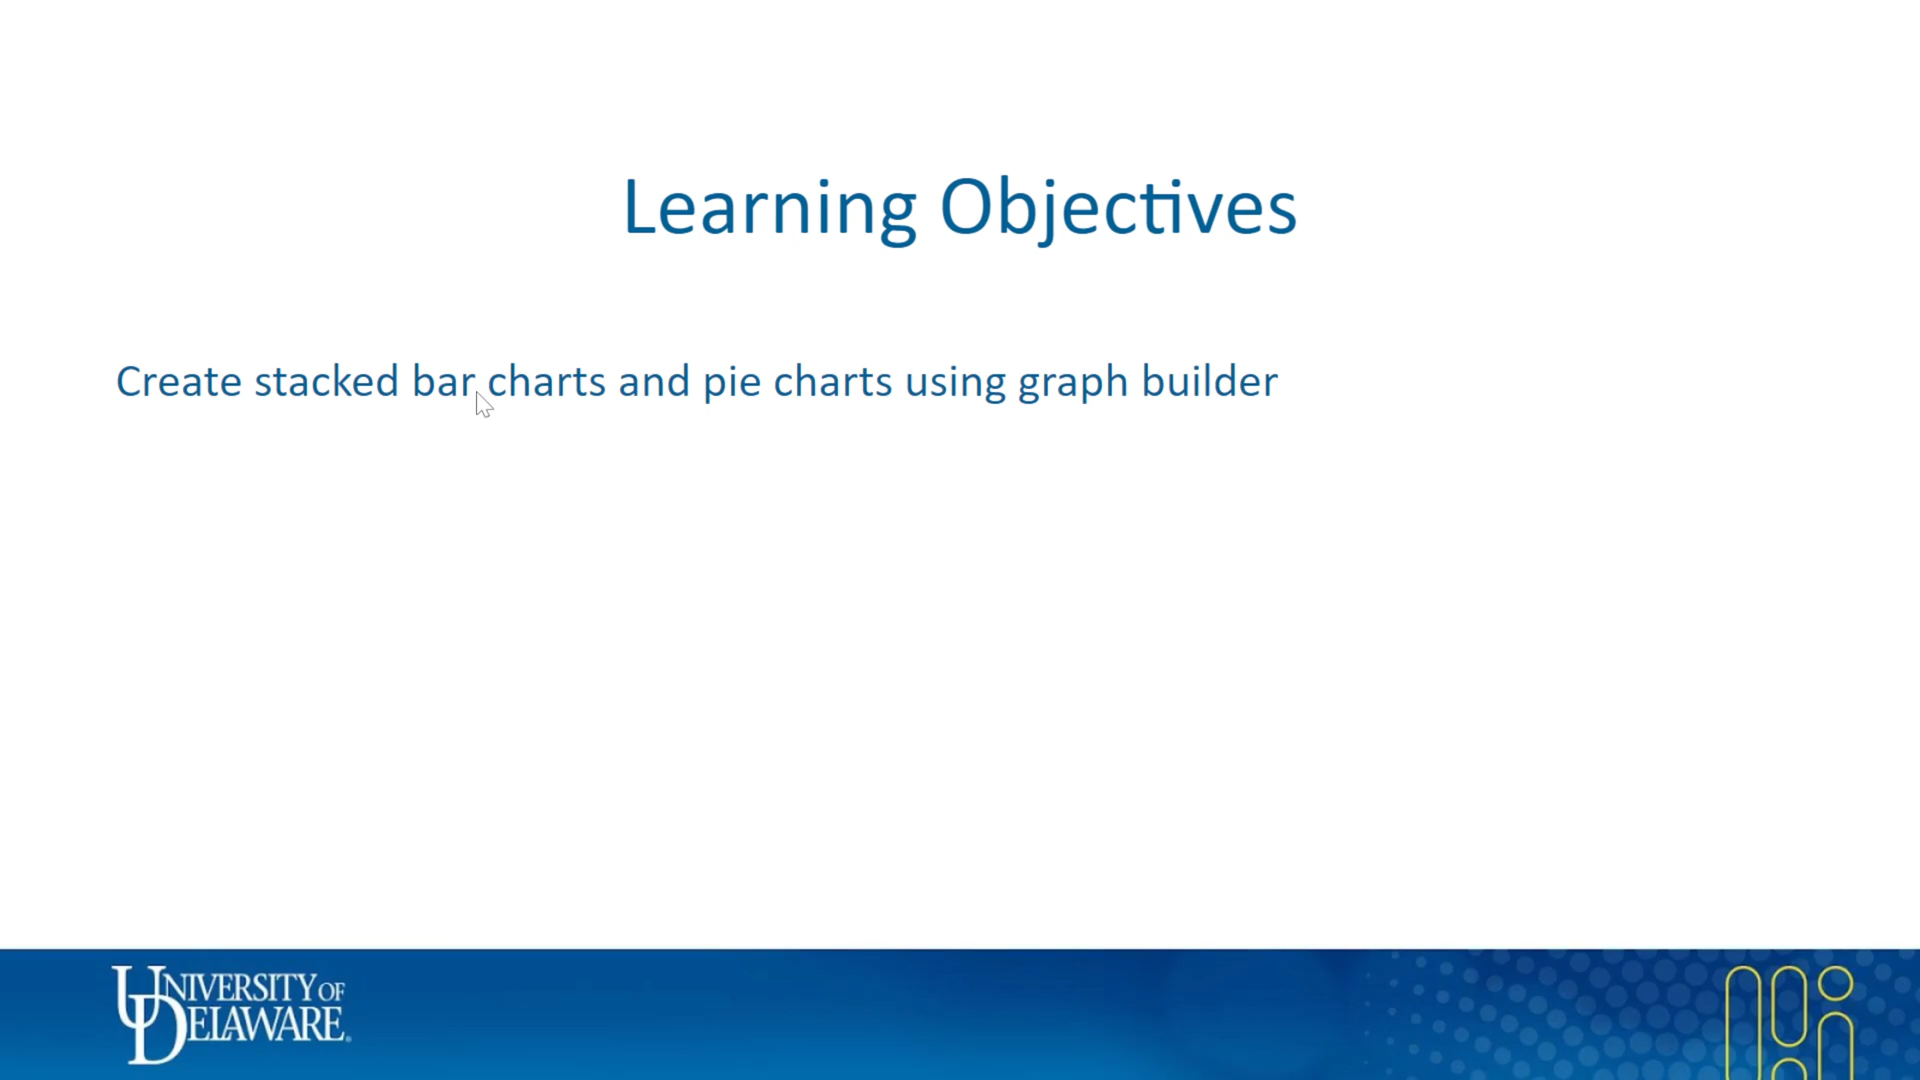 Learning Objectives
Create stacked bar charts and pie charts using graph builder
UNIVERSITY OF
DELAWARE